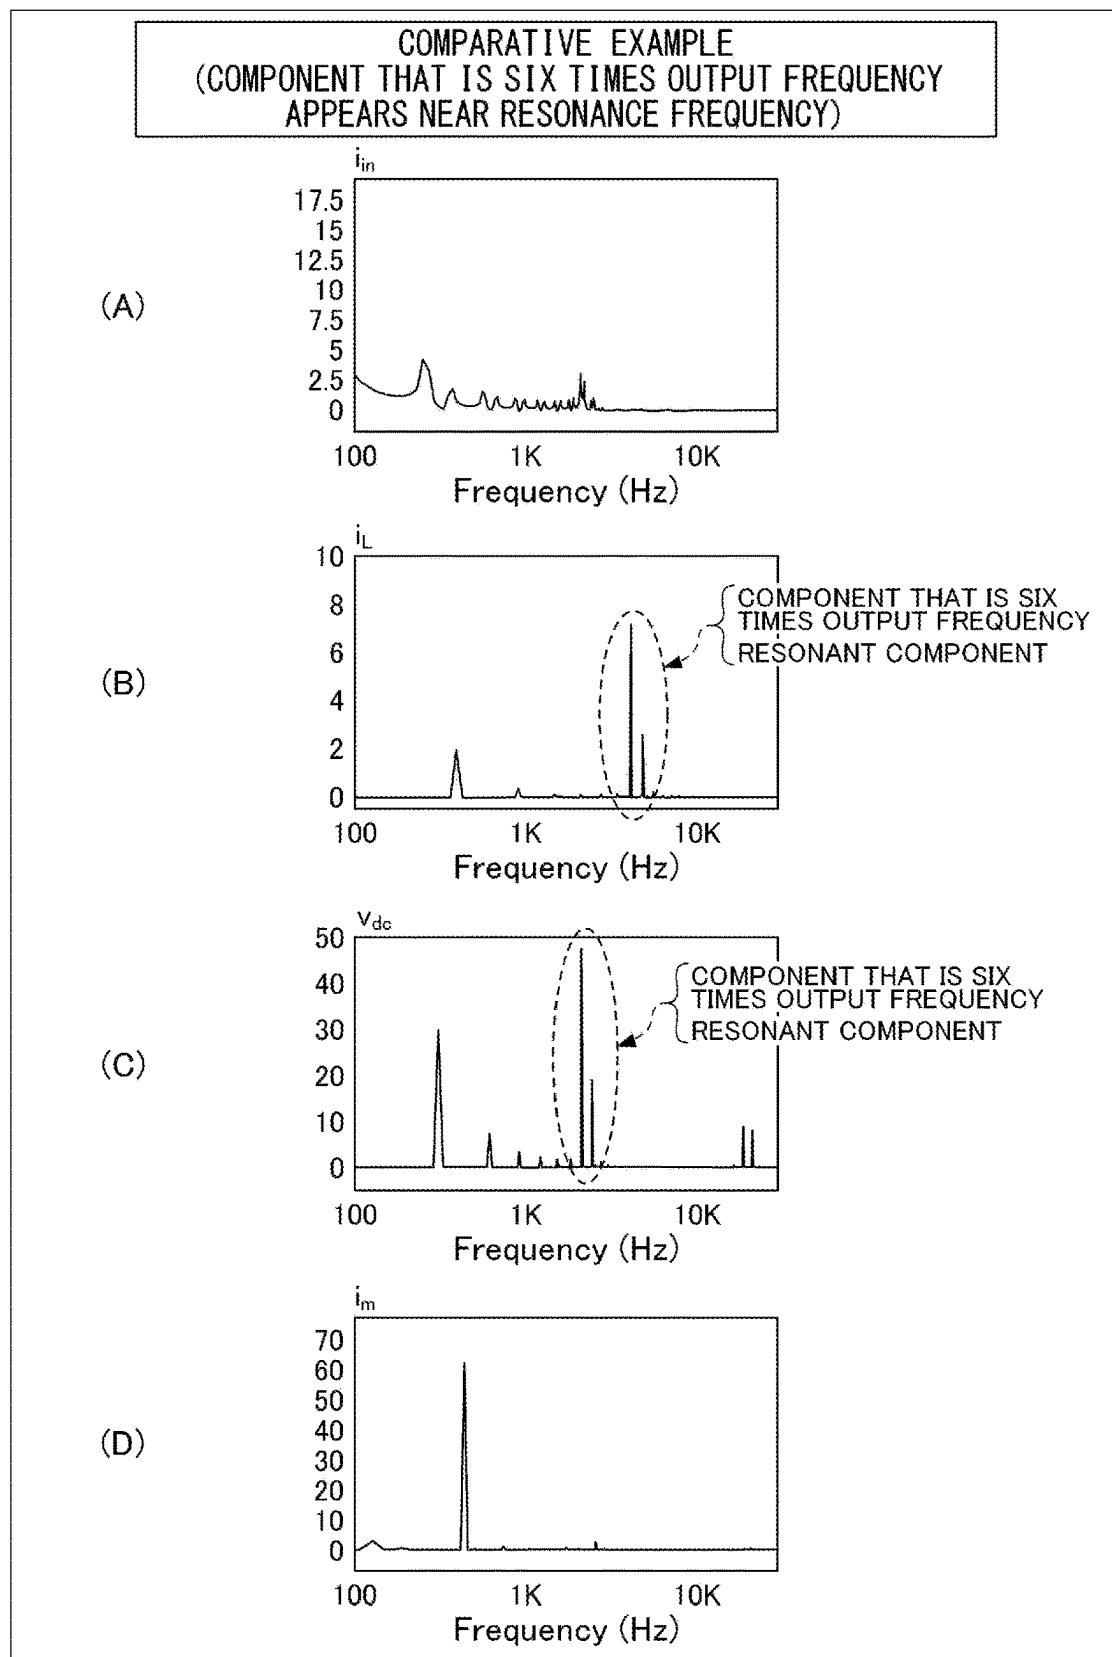 COMPARATIVE EXAMPLE
(COMPONENT THAT IS SIX TIMES OUTPUT FREQUENCY
APPEARS NEAR RESONANCE FREQUENCY)
(A)
i_in
17.5
15
12.5
10
7.5
5
2.5
0
100 1K 10K
Frequency (Hz)
(B)
i_L
10
8
6
4
2
0
100 1K 10K
Frequency (Hz)
COMPONENT THAT IS SIX
TIMES OUTPUT FREQUENCY
RESONANT COMPONENT
(C)
v_dc
50
40
30
20
10
0
100 1K 10K
Frequency (Hz)
COMPONENT THAT IS SIX
TIMES OUTPUT FREQUENCY
RESONANT COMPONENT
(D)
i_m
70
60
50
40
30
20
10
0
100 1K 10K
Frequency (Hz)